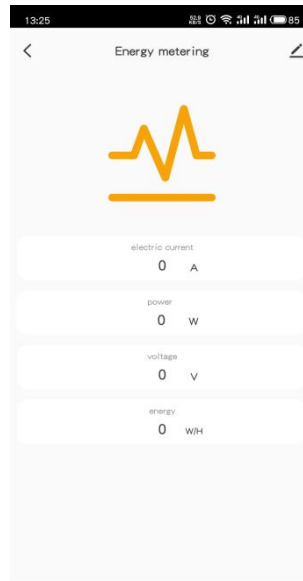 13:25
85
Energy metering
electric current
0 A
power
0 W
voltage
0 V
energy
0 W/H